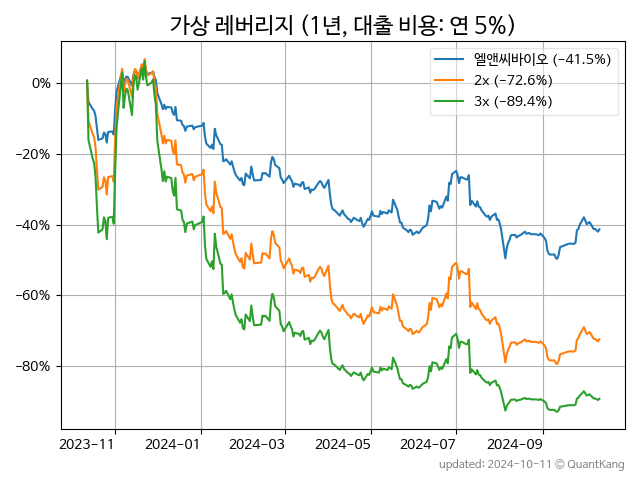 가상 레버리지 (1년, 대출 비용: 연 5%)
엘앤씨바이오 (−41.5%)
2x (−72.6%)
3x (−89.4%)
0%
−20%
−40%
−60%
−80%
2023-11 2024-01 2024-03 2024-05 2024-07 2024-09
updated: 2024-10-11 © QuantKang